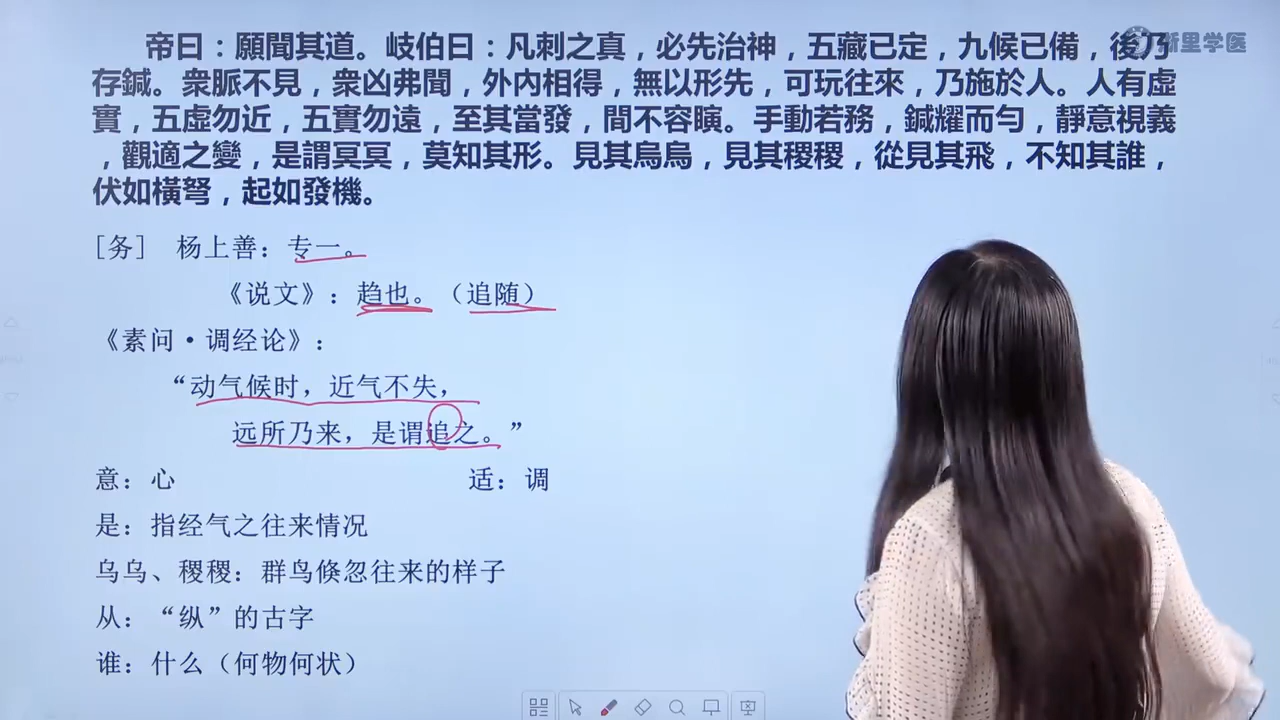 帝曰：願聞其道。岐伯曰：凡刺之真，必先治神，五藏已定，九候已備，後乃
存鍼。衆脈不見，衆凶弗聞，外內相得，無以形先，可玩往來，乃施於人。人有虛
實，五虛勿近，五實勿遠，至其當發，間不容瞚。手動若務，鍼耀而勻，靜意視義
，觀適之變，是謂冥冥，莫知其形。見其烏烏，見其稷稷，從見其飛，不知其誰，
伏如橫弩，起如發機。
[务] 杨上善：专一。
《说文》：趋也。（追随）
《素问·调经论》：
“动气候时，近气不失，
远所乃来，是谓追之。”
意：心 适：调
是：指经气之往来情况
乌乌、稷稷：群鸟倏忽往来的样子
从：“纵”的古字
谁：什么（何物何状）
里学医